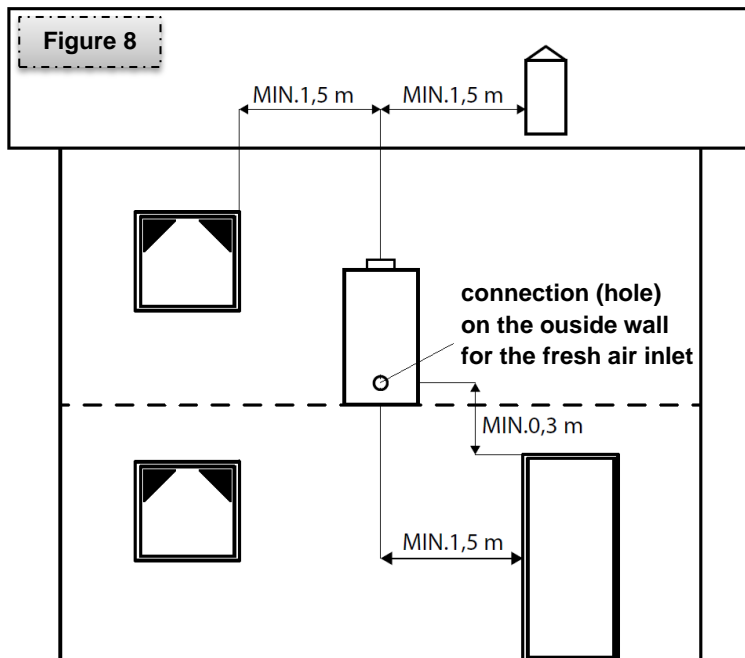 Figure 8
MIN.1,5 m
MIN.1,5 m
connection (hole)
on the ouside wall
for the fresh air inlet
MIN.0,3 m
MIN.1,5 m